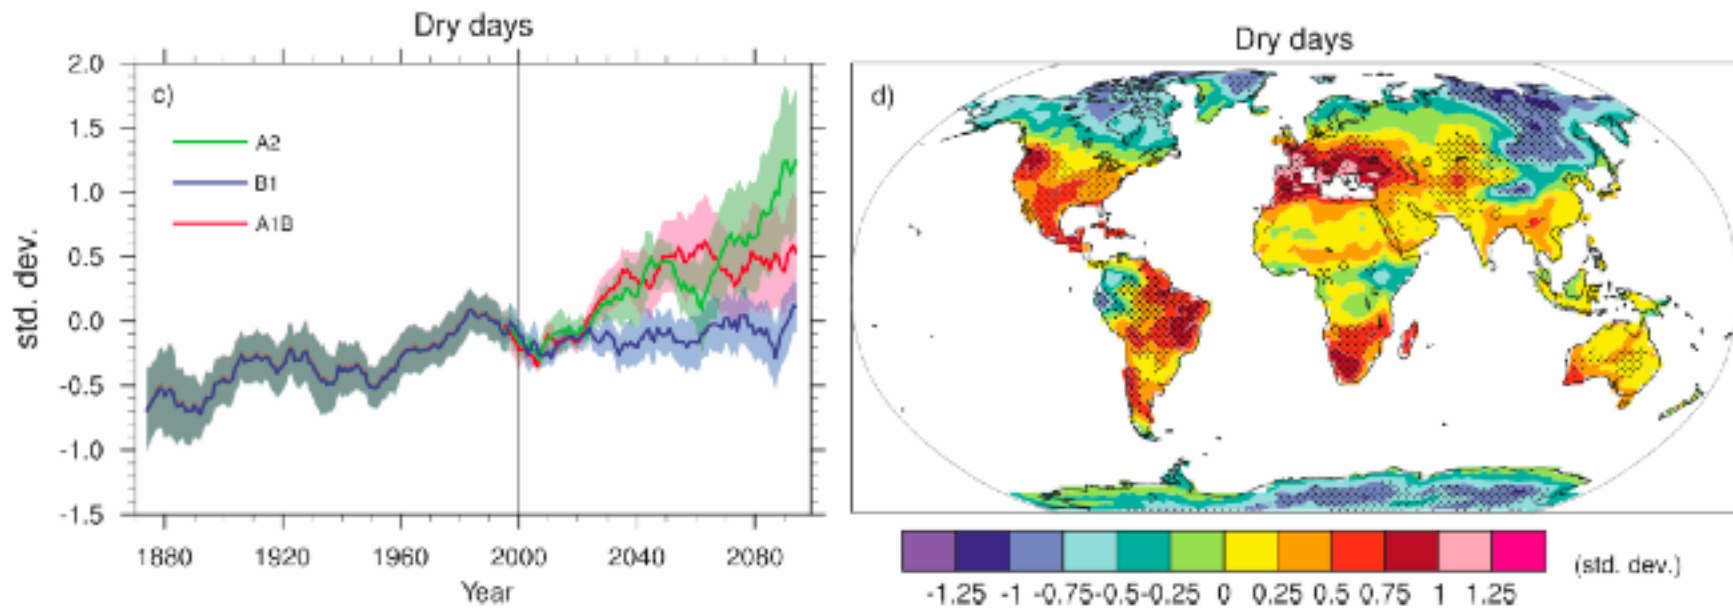 Dry days
2.0
1.5
1.0
0.5
0.0
-0.5
-1.0
-1.5
std. dev.
c)
A2
B1
A1B
1880 1920 1960 2000 2040 2080
Year
Dry days
d)
-1.25 -1 -0.75 -0.5 -0.25 0 0.25 0.5 0.75 1 1.25
(std. dev.)